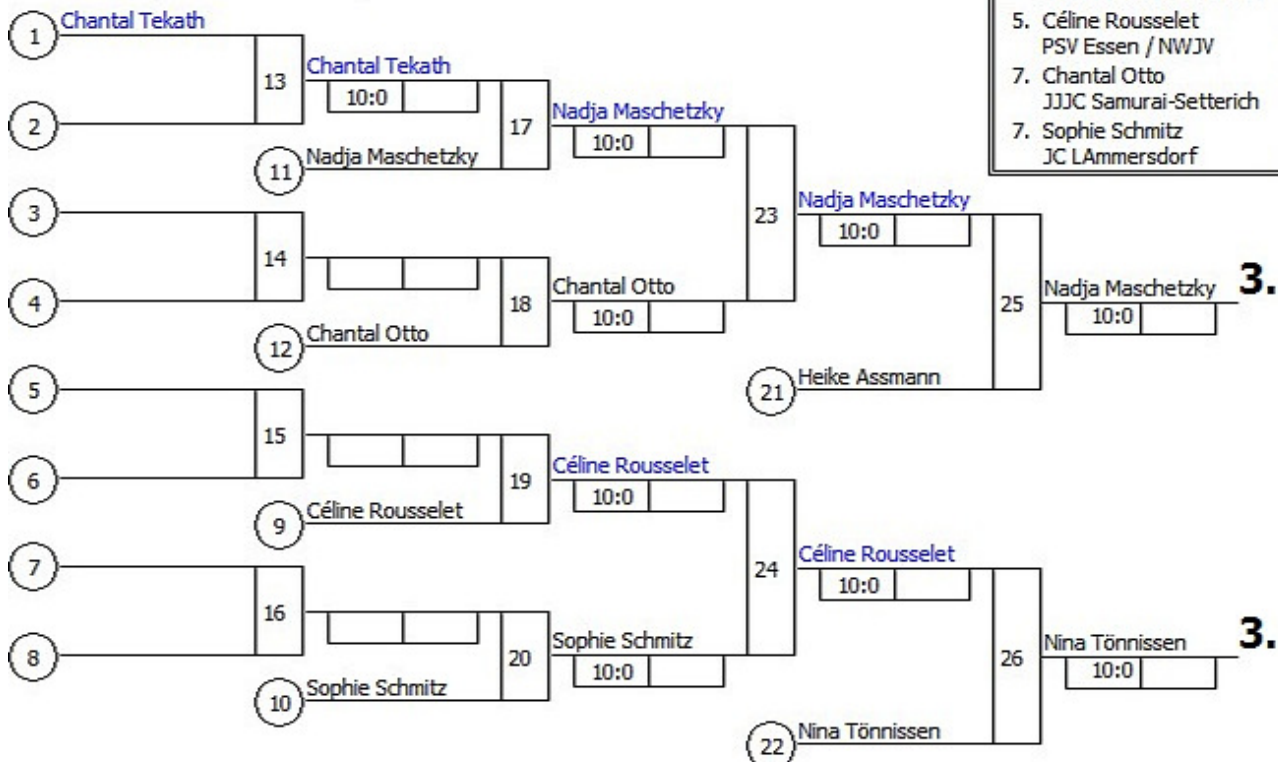 5. Céline Rousselet
PSV Essen / NWJV
7. Chantal Otto
JJJC Samurai-Setterich
7. Sophie Schmitz
JC LAmmersdorf
1
Chantal Tekath
2
13
Chantal Tekath
10:0
11
Nadja Maschetzky
17
Nadja Maschetzky
10:0
3
4
14
12
Chantal Otto
18
Chantal Otto
10:0
23
Nadja Maschetzky
10:0
21
Heike Assmann
25
Nadja Maschetzky
10:0
3.
5
6
15
9
Céline Rousselet
19
Céline Rousselet
10:0
7
8
16
10
Sophie Schmitz
20
Sophie Schmitz
10:0
24
Céline Rousselet
10:0
22
Nina Tönnissen
26
Nina Tönnissen
10:0
3.